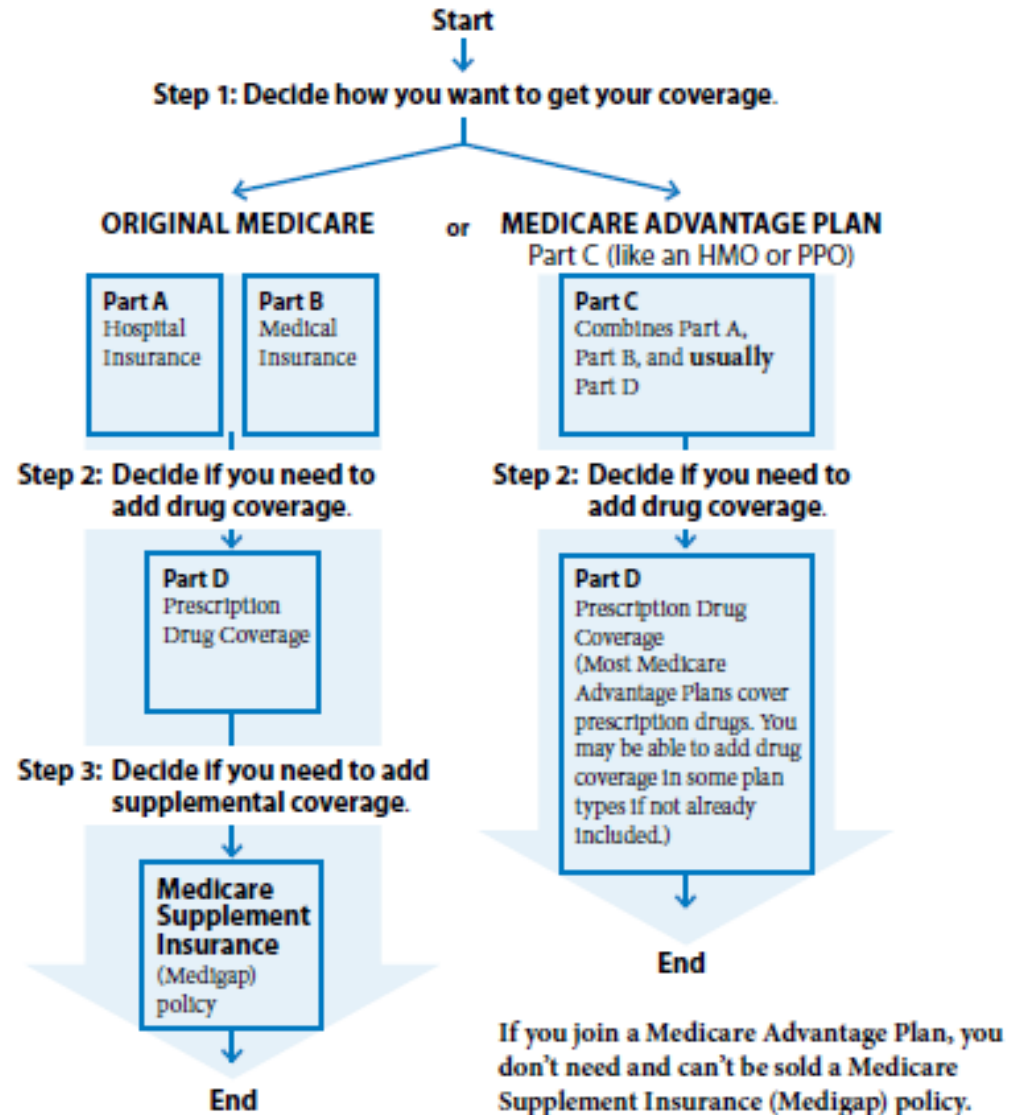 Start
Step 1: Decide how you want to get your coverage.
ORIGINAL MEDICARE
or
MEDICARE ADVANTAGE PLAN
Part C (like an HMO or PPO)
Part A
Hospital
Insurance
Part B
Medical
Insurance
Part C
Combines Part A,
Part B, and usually
Part D
Step 2: Decide if you need to
add drug coverage.
Part D
Prescription
Drug Coverage
Step 3: Decide if you need to add
supplemental coverage.
Medicare
Supplement
Insurance
(Medigap)
policy
End
Step 2: Decide if you need to
add drug coverage.
Part D
Prescription Drug
Coverage
(Most Medicare
Advantage Plans cover
prescription drugs. You
may be able to add drug
coverage in some plan
types if not already
included.)
End
If you join a Medicare Advantage Plan, you
don't need and can't be sold a Medicare
Supplement Insurance (Medigap) policy.